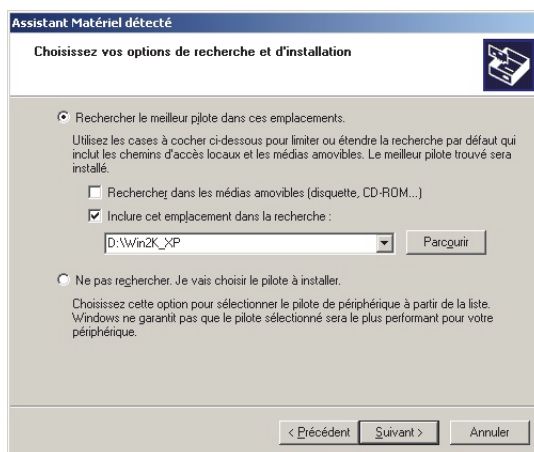 Assistant Matériel détecté
Choisissez vos options de recherche et d'installation
Rechercher le meilleur pilote dans ces emplacements.
Utilisez les cases à cocher ci-dessous pour limiter ou étendre la recherche par défaut qui
inclut les chemins d'accès locaux et les médias amovibles. Le meilleur pilote trouvé sera
installé.
Rechercher dans les médias amovibles (disquette, CD-ROM...)
Inclure cet emplacement dans la recherche :
D:\Win2K_XP
Parcourir
Ne pas rechercher. Je vais choisir le pilote à installer.
Choisissez cette option pour sélectionner le pilote de périphérique à partir de la liste.
Windows ne garantit pas que le pilote sélectionné sera le plus performant pour votre
périphérique.
< Précédent Suivant > Annuler